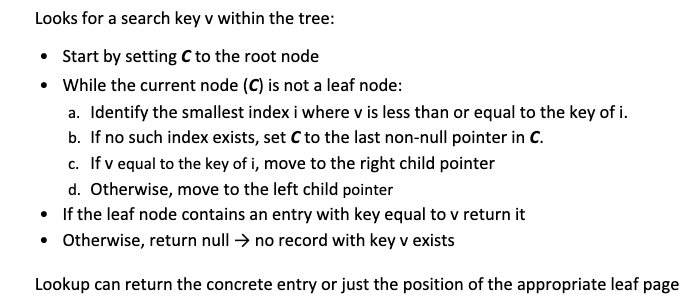 Looks for a search key v within the tree:
• Start by setting C to the root node
• While the current node (C) is not a leaf node:
a. Identify the smallest index i where v is less than or equal to the key of i.
b. If no such index exists, set C to the last non-null pointer in C.
c. If v equal to the key of i, move to the right child pointer
d. Otherwise, move to the left child pointer
• If the leaf node contains an entry with key equal to v return it
• Otherwise, return null → no record with key v exists
Lookup can return the concrete entry or just the position of the appropriate leaf page